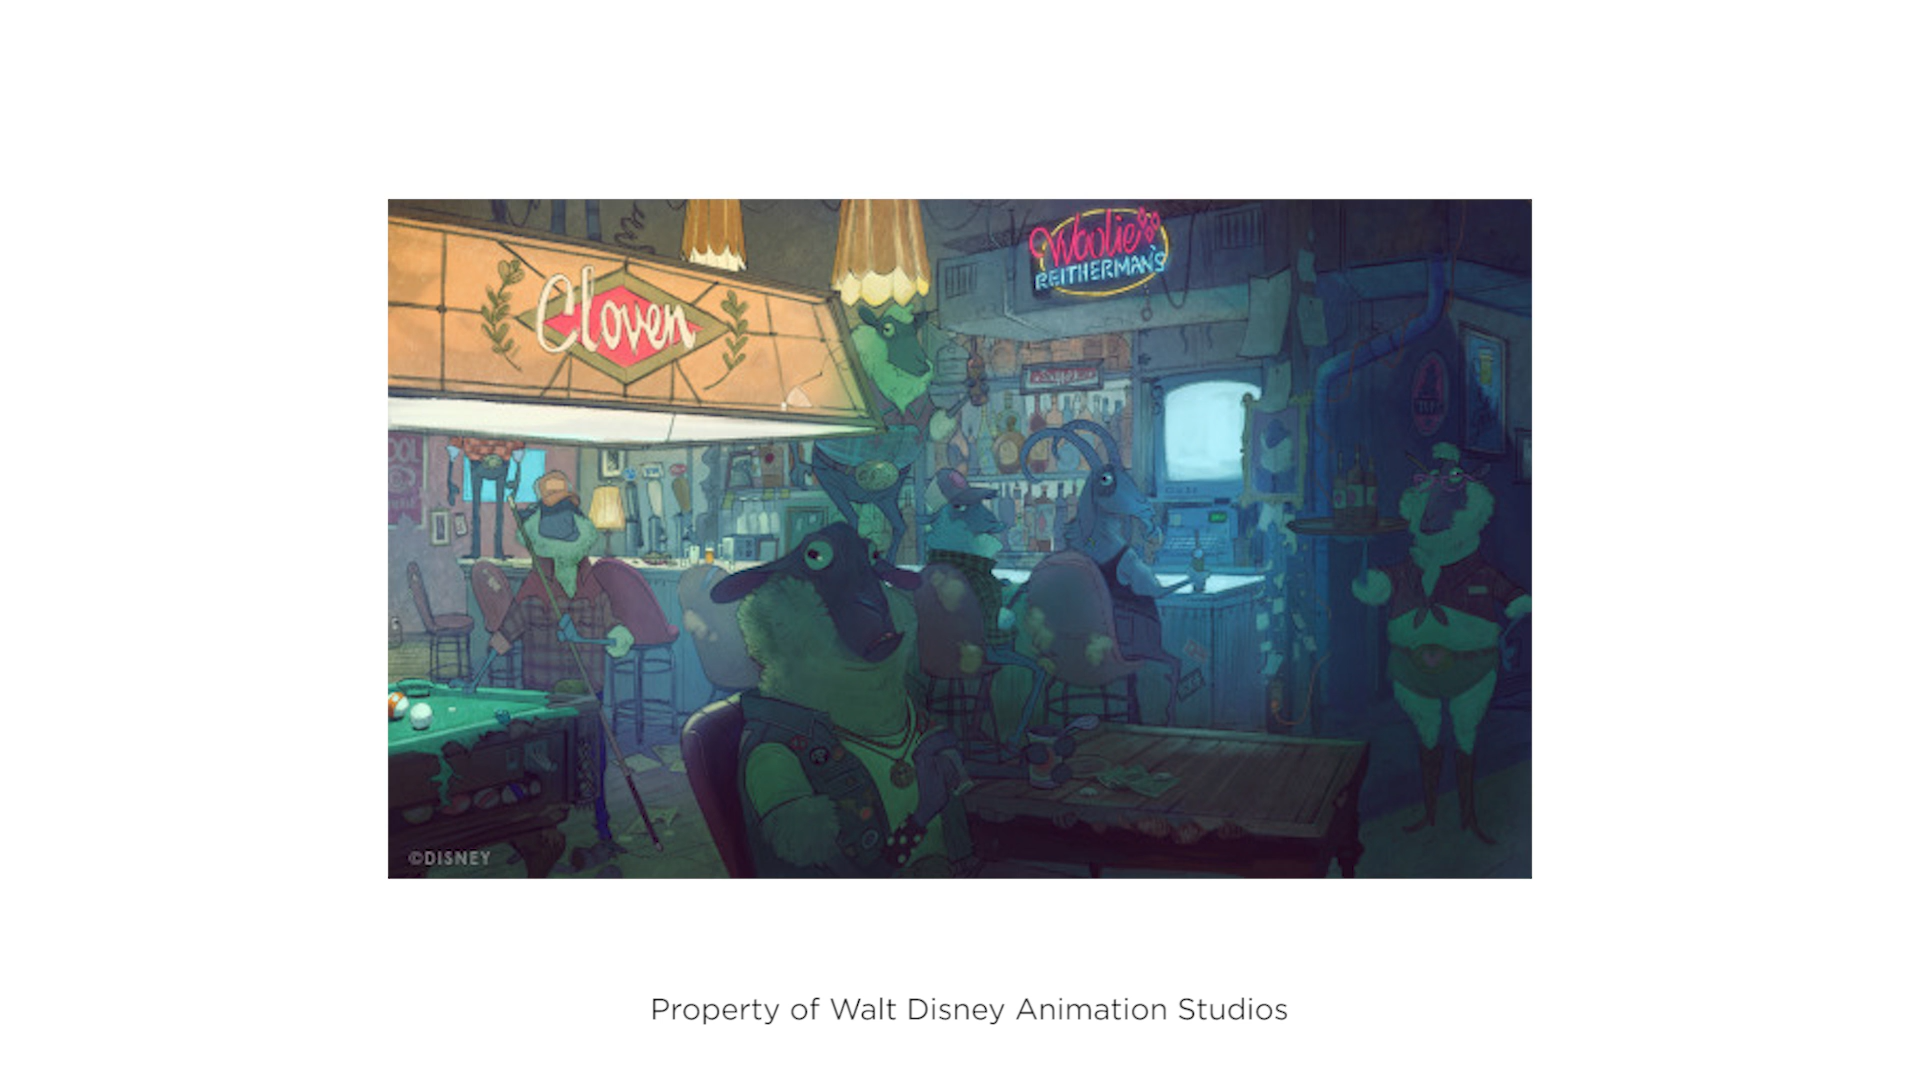 Woolie's
REITHERMAN'S
Cloven
©DISNEY
Property of Walt Disney Animation Studios